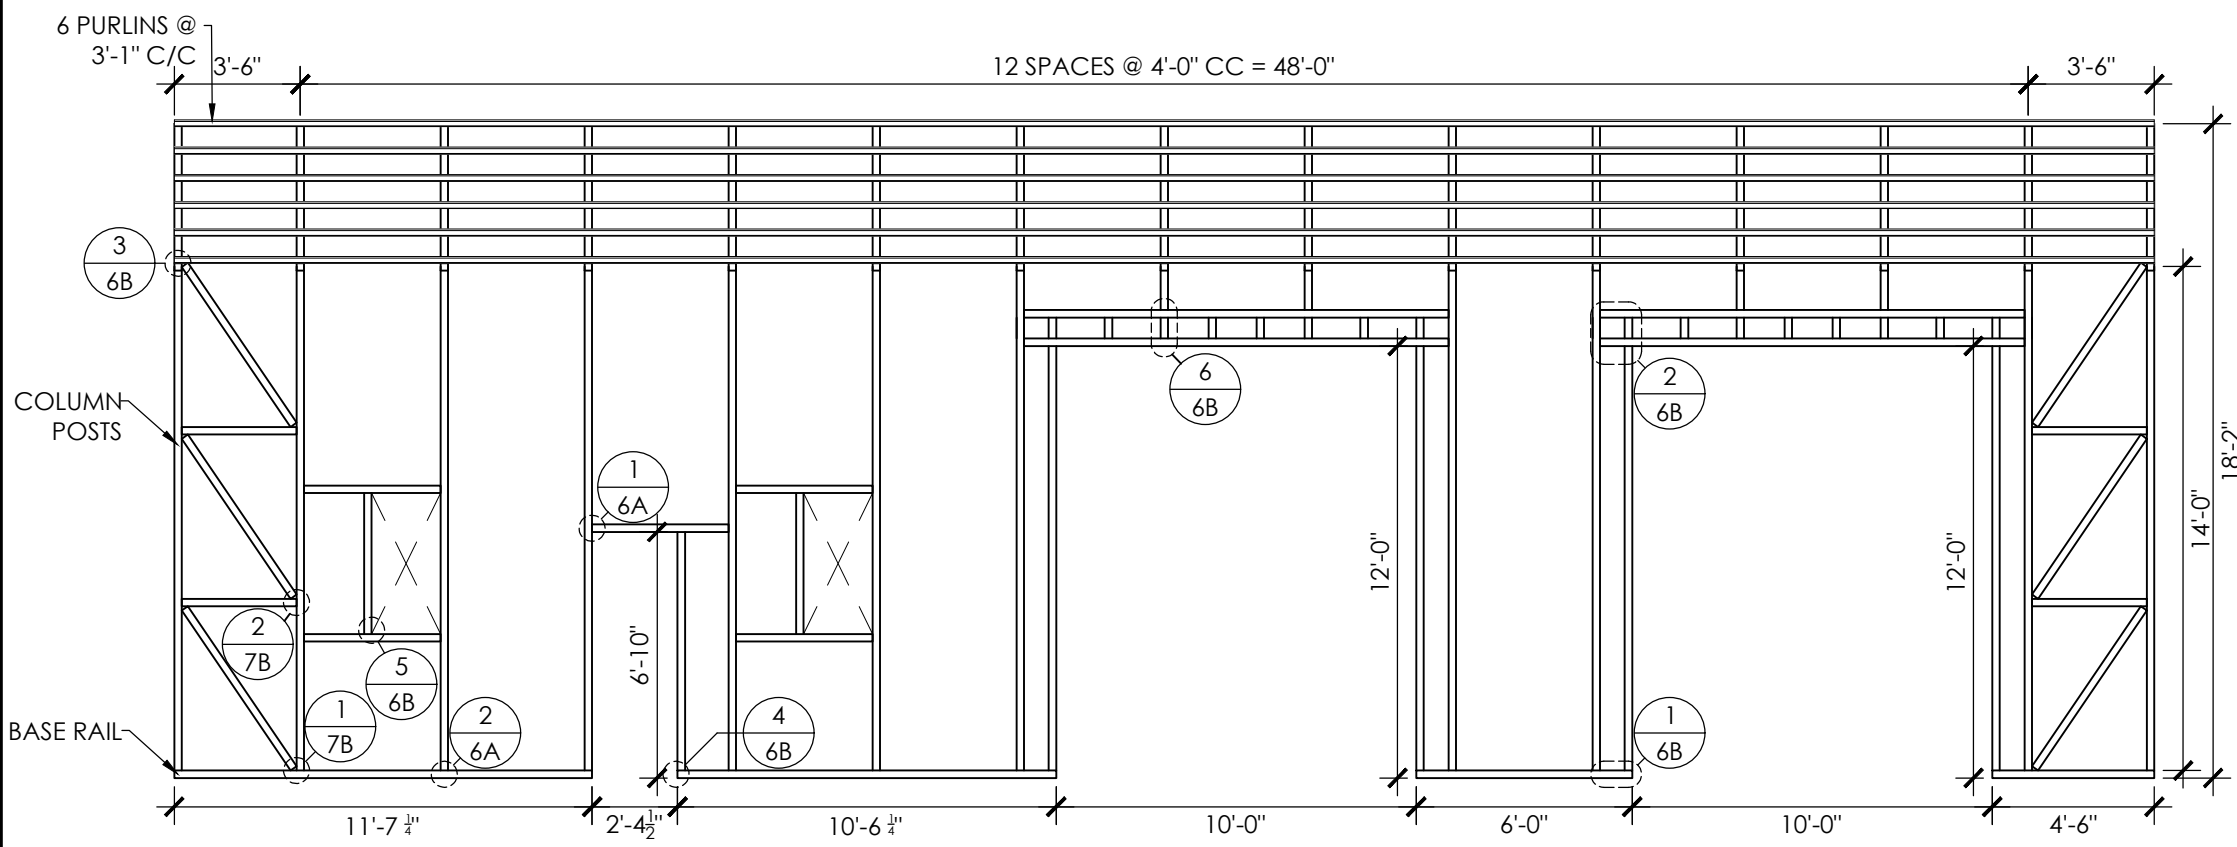 6 PURLINS @
3'-1" C/C
3'-6"
12 SPACES @ 4'-0" CC = 48'-0"
3'-6"
3
6B
COLUMN
POSTS
BASE RAIL
1
6A
6
6B
2
6B
2
7B
5
6B
1
7B
2
6A
4
6B
1
6B
6'-10"
12'-0"
12'-0"
14'-0"
18'-2"
11'-7 1/4"
2'-4 1/2"
10'-6 1/4"
10'-0"
6'-0"
10'-0"
4'-6"